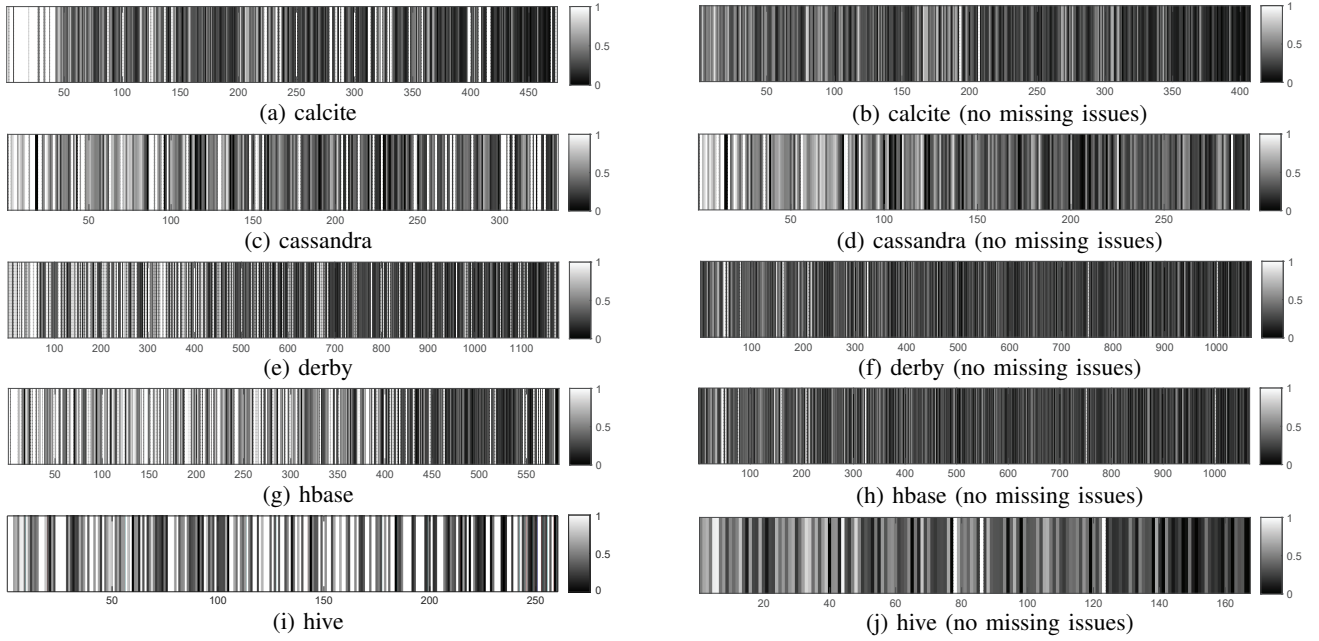 1
0.5
0
50 100 150 200 250 300 350 400 450
(a) calcite
1
0.5
0
50 100 150 200 250 300 350 400
(b) calcite (no missing issues)
1
0.5
0
50 100 150 200 250 300
(c) cassandra
1
0.5
0
50 100 150 200 250
(d) cassandra (no missing issues)
1
0.5
0
100 200 300 400 500 600 700 800 900 1000 1100
(e) derby
1
0.5
0
100 200 300 400 500 600 700 800 900 1000
(f) derby (no missing issues)
1
0.5
0
50 100 150 200 250 300 350 400 450 500 550
(g) hbase
1
0.5
0
100 200 300 400 500 600 700 800 900 1000
(h) hbase (no missing issues)
1
0.5
0
50 100 150 200 250
(i) hive
1
0.5
0
20 40 60 80 100 120 140 160
(j) hive (no missing issues)